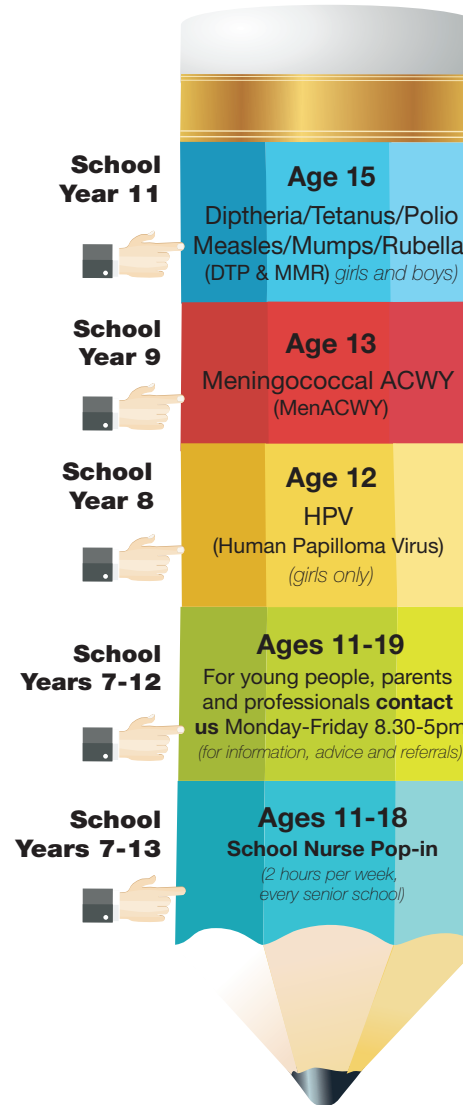 School
Year 11
Age 15
Diptheria/Tetanus/Polio
Measles/Mumps/Rubella
(DTP & MMR) girls and boys)
School
Year 9
Age 13
Meningococcal ACWY
(MenACWY)
School
Year 8
Age 12
HPV
(Human Papilloma Virus)
(girls only)
School
Years 7-12
Ages 11-19
For young people, parents
and professionals contact
us Monday-Friday 8.30-5pm
(for information, advice and referrals)
School
Years 7-13
Ages 11-18
School Nurse Pop-in
(2 hours per week,
every senior school)